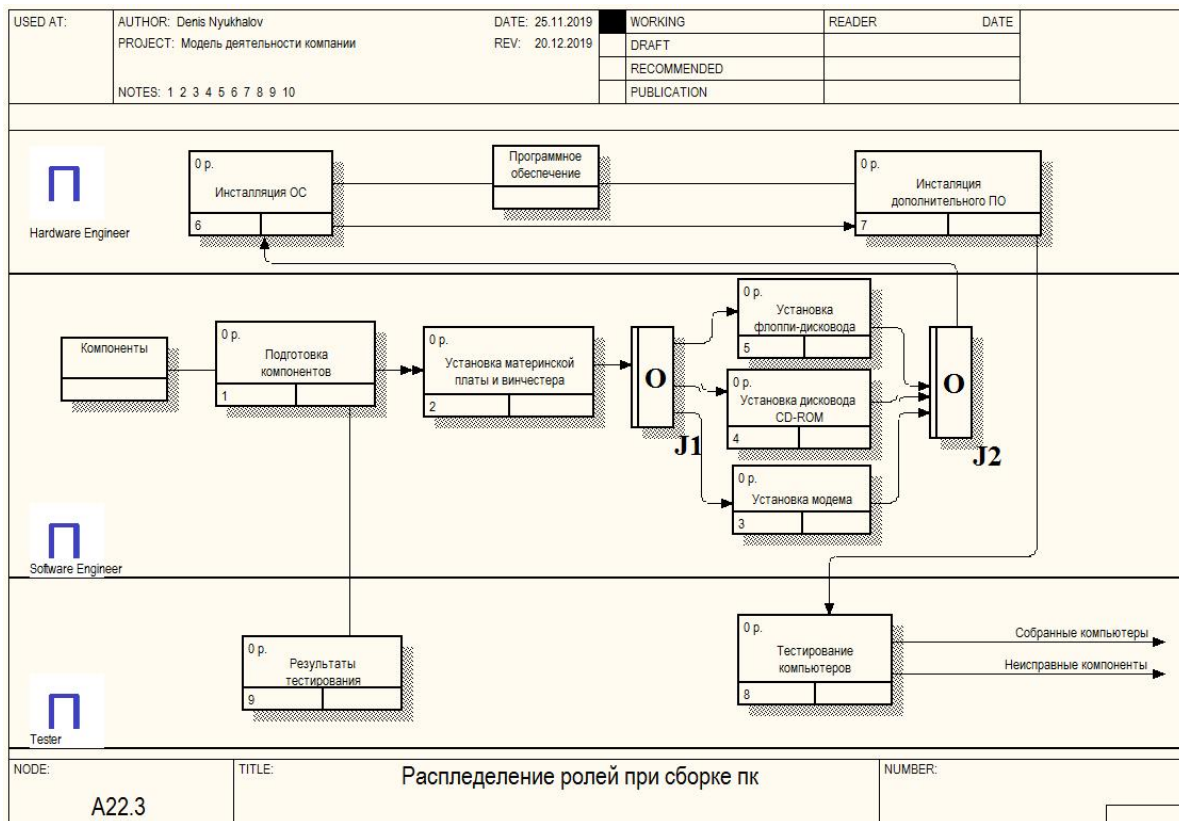 USED AT:
AUTHOR: Denis Nyukhalov
DATE: 25.11.2019
PROJECT: Модель деятельности компании
REV: 20.12.2019
NOTES: 1 2 3 4 5 6 7 8 9 10
WORKING
DRAFT
RECOMMENDED
PUBLICATION
READER
DATE
П
Hardware Engineer
0 р.
Инсталляция ОС
6
Программное
обеспечение
0 р.
Инсталяция
дополнительного ПО
7
Компоненты
0 р.
Подготовка
компонентов
1
0 р.
Установка материнской
платы и винчестера
2
O
J1
0 р.
Установка
флоппи-дисковода
5
0 р.
Установка дисковода
CD-ROM
4
0 р.
Установка модема
3
O
J2
П
Software Engineer
0 р.
Результаты
тестирования
9
0 р.
Тестирование
компьютеров
8
Собранные компьютеры
Неисправные компоненты
П
Tester
NODE:
A22.3
TITLE:
Распледеление ролей при сборке пк
NUMBER: